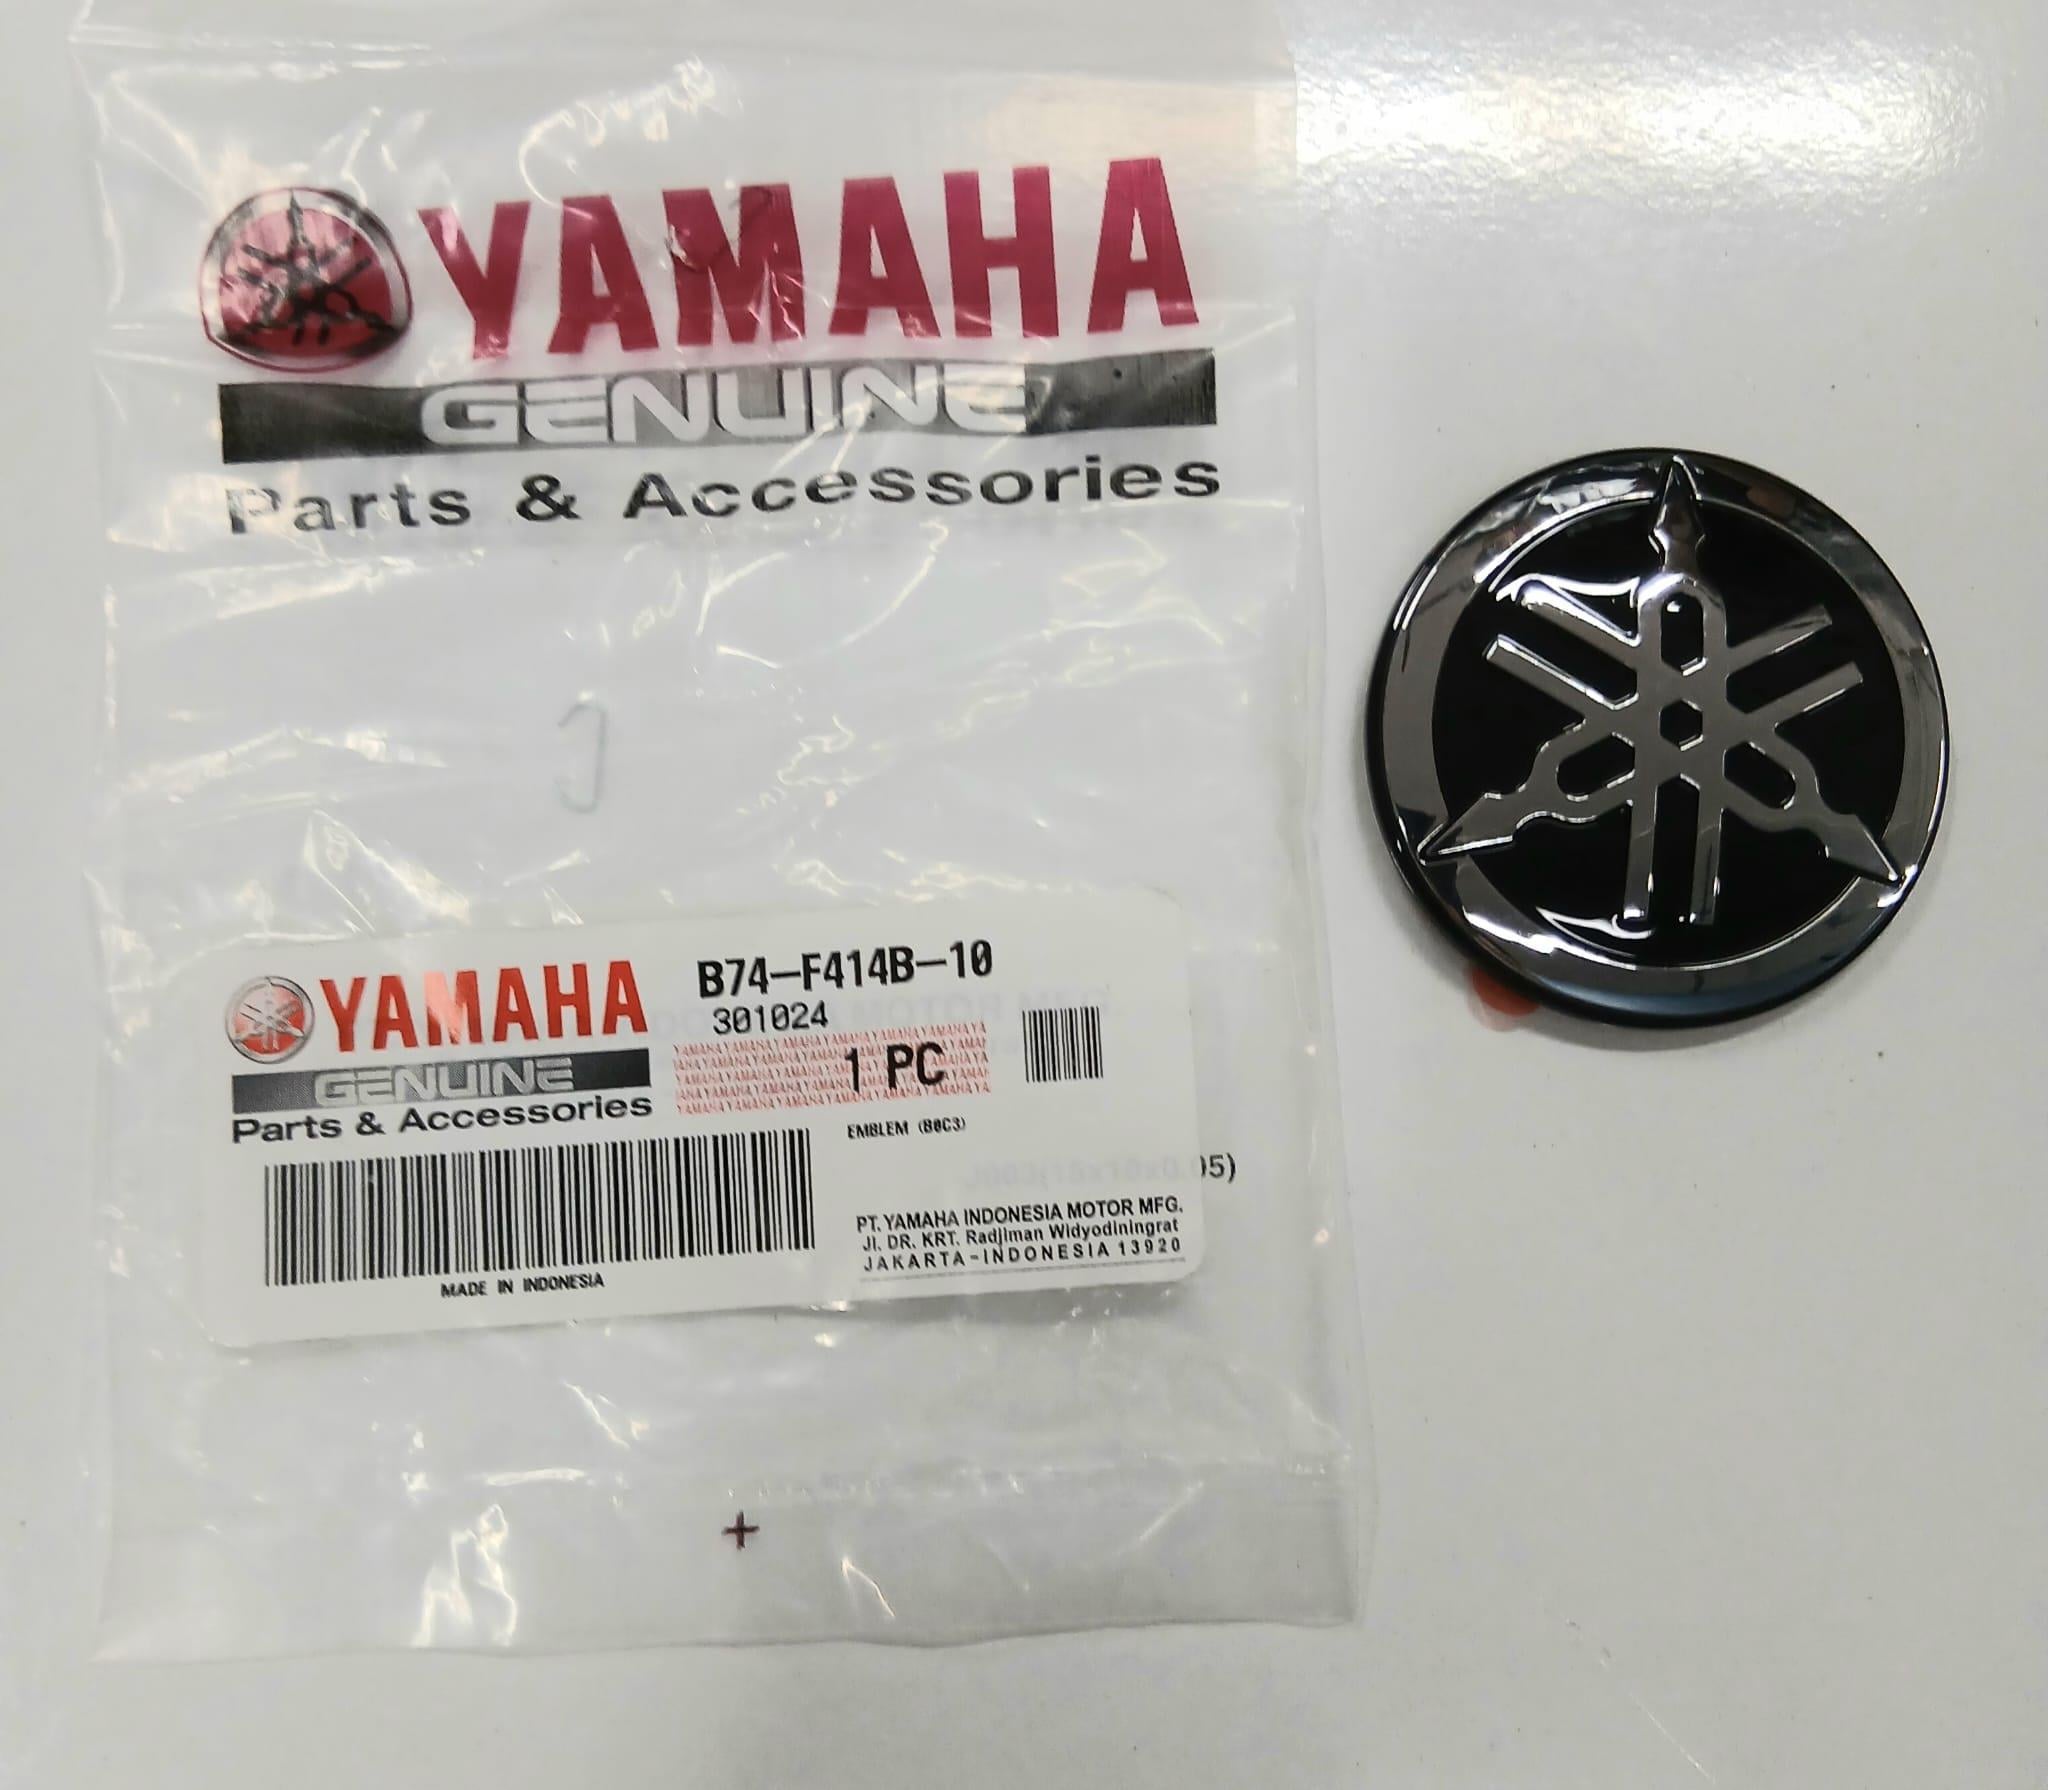 YAMAHA
GENUINE
Parts & Accessories
YAMAHA
GENUINE
Parts & Accessories
B74-F414B-10
301024
1 PC
EMBLEM (B0C3)
MADE IN INDONESIA
PT. YAMAHA INDONESIA MOTOR MFG.
Jl. DR. KRT. Radjiman Widyodiningrat
JAKARTA-INDONESIA 13920